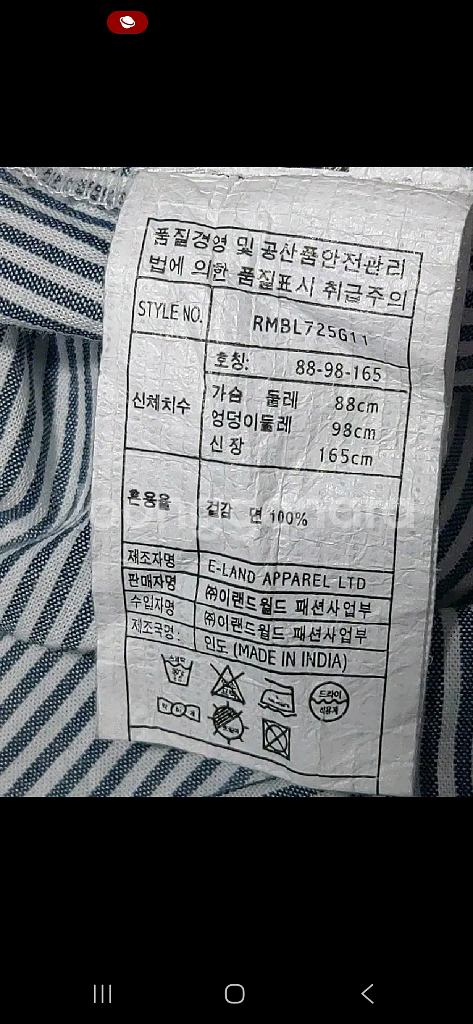 품질경영 및 공산품안전관리
법에 의한 품질표시 취급주의
STYLE NO. RMBL725G11
신체치수
호칭: 88-98-165
가슴 둘레 88cm
엉덩이둘레 98cm
신장 165cm
혼용율 겉감 면 100%
제조자명 E-LAND APPAREL LTD
판매자명 ㈜이랜드월드 패션사업부
수입자명 ㈜이랜드월드 패션사업부
제조국명: 인도 (MADE IN INDIA)
드라이